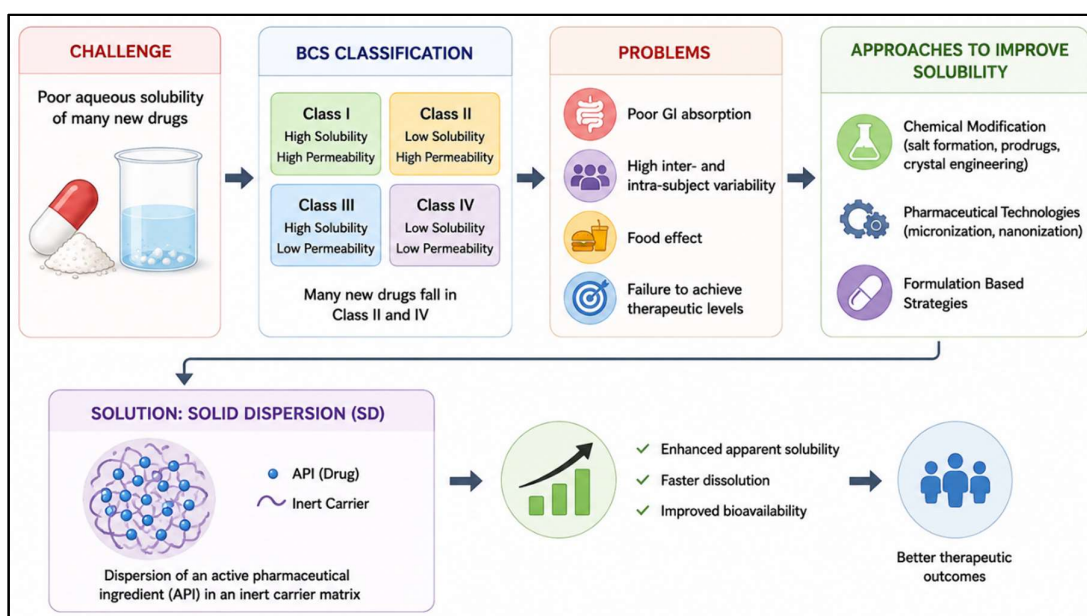 CHALLENGE
Poor aqueous solubility
of many new drugs
BCS CLASSIFICATION
Class I
High Solubility
High Permeability
Class II
Low Solubility
High Permeability
Class III
High Solubility
Low Permeability
Class IV
Low Solubility
Low Permeability
Many new drugs fall in
Class II and IV
PROBLEMS
Poor GI absorption
High inter- and
intra-subject variability
Food effect
Failure to achieve
therapeutic levels
APPROACHES TO IMPROVE
SOLUBILITY
Chemical Modification
(salt formation, prodrugs,
crystal engineering)
Pharmaceutical Technologies
(micronization, nanonization)
Formulation Based
Strategies
SOLUTION: SOLID DISPERSION (SD)
API (Drug)
Inert Carrier
Dispersion of an active pharmaceutical
ingredient (API) in an inert carrier matrix
Enhanced apparent solubility
Faster dissolution
Improved bioavailability
Better therapeutic
outcomes